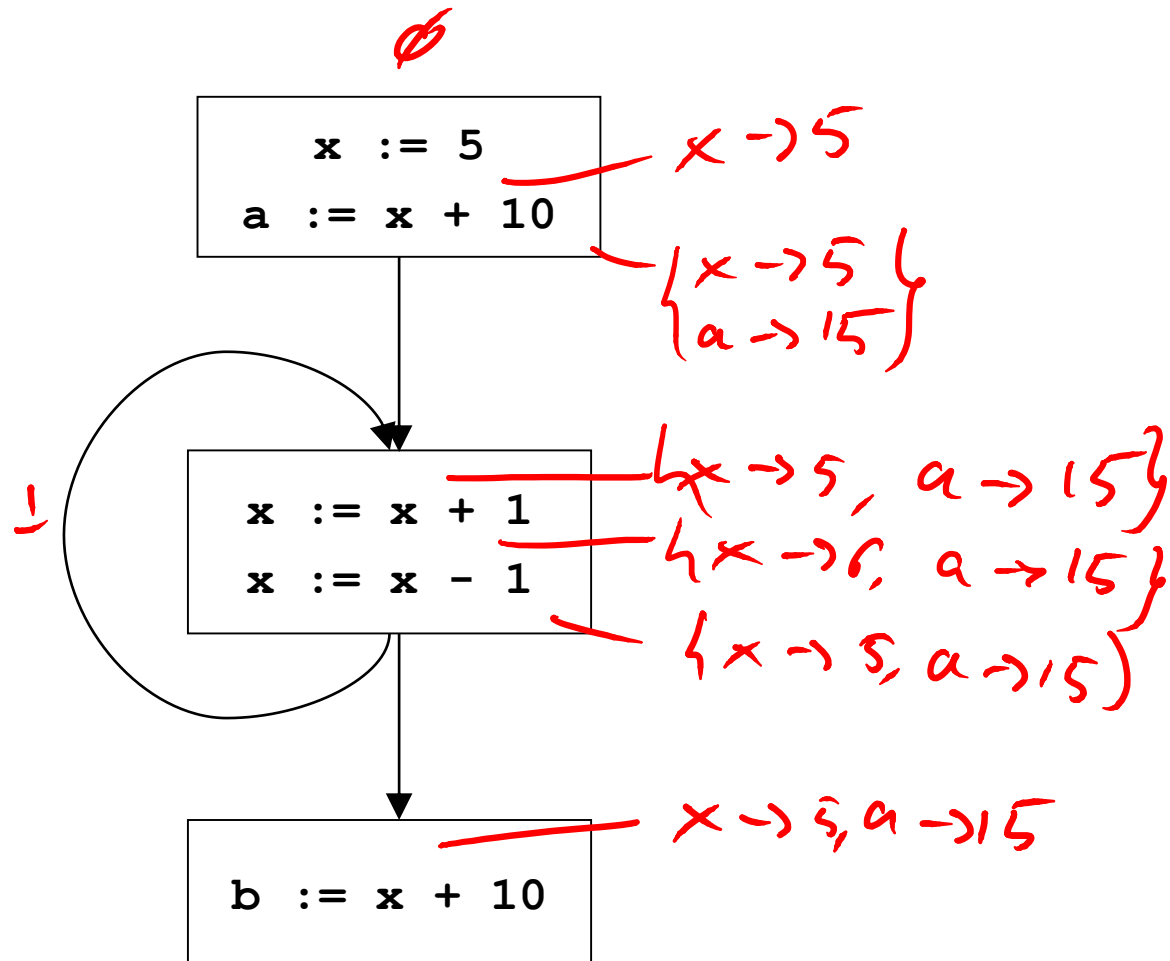 ∅
x := 5
x -> 5
a := x + 10
{ x -> 5
a -> 15 }
{ x -> 5, a -> 15 }
x := x + 1
{ x -> 6, a -> 15 }
x := x - 1
{ x -> 5, a -> 15 )
x -> 5, a -> 15
b := x + 10